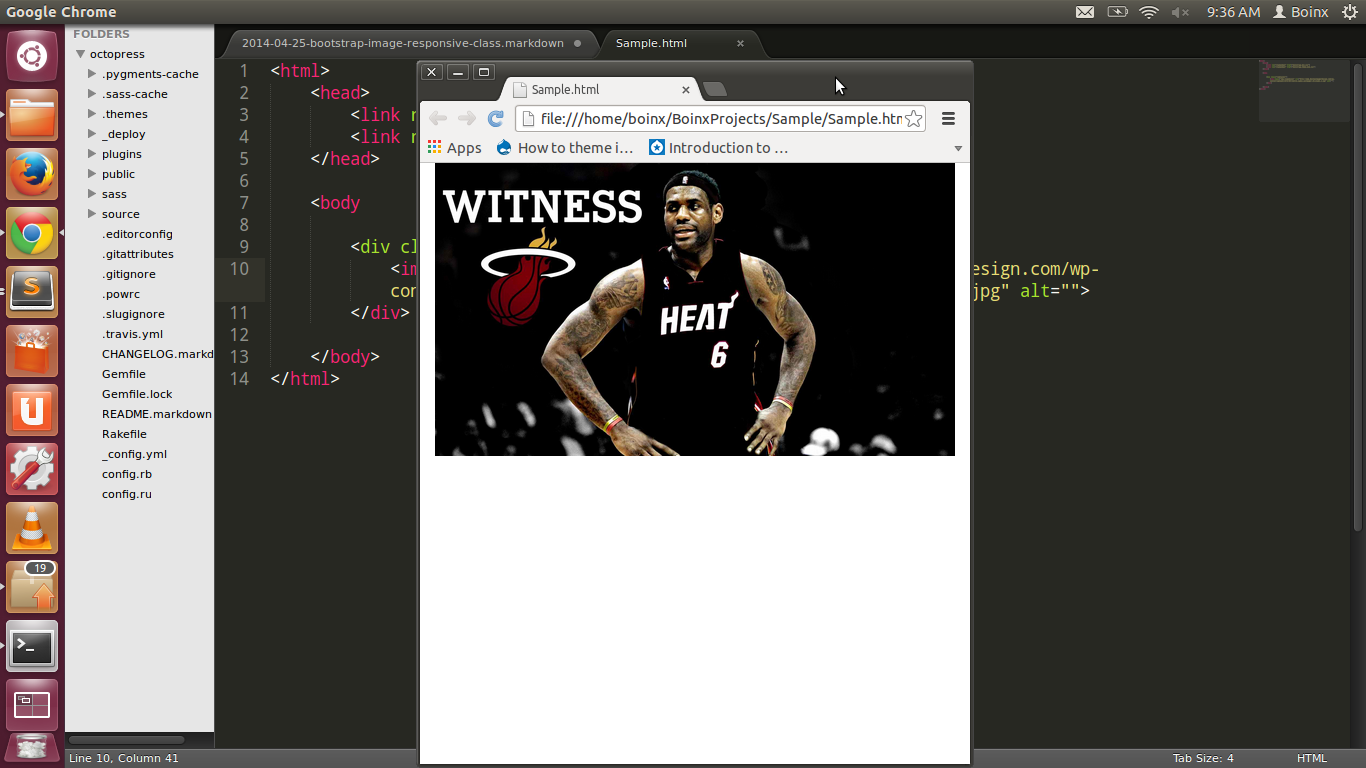 Google Chrome
9:36 AM
Boinx
FOLDERS
octopress
.pygments-cache
.sass-cache
.themes
_deploy
plugins
public
sass
source
.editorconfig
.gitattributes
.gitignore
.powrc
.slugignore
.travis.yml
CHANGELOG.markd
Gemfile
Gemfile.lock
README.markdown
Rakefile
_config.yml
config.rb
config.ru
19
2014-04-25-bootstrap-image-responsive-class.markdown
Sample.html
1 <html>
2 <head>
3 <link r
4 <link r
5 </head>
6
7 <body
8
9 <div cl
10 <im
esign.com/wp-
con
jpg" alt="">
11 </div>
12
13 </body>
14 </html>
Sample.html
file:///home/boinx/BoinxProjects/Sample/Sample.htm
Apps
How to theme i…
Introduction to …
WITNESS
HEAT
6
Line 10, Column 41
Tab Size: 4
HTML